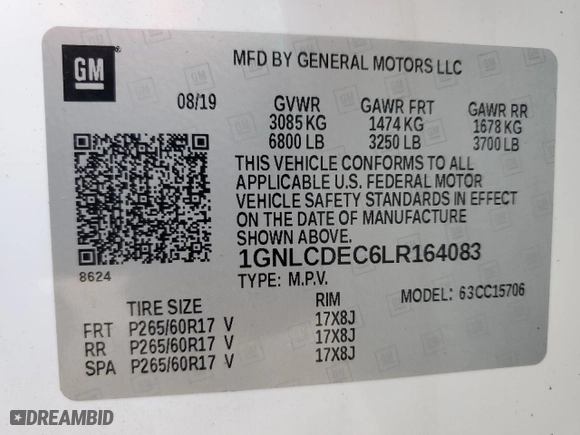 GM
MFD BY GENERAL MOTORS LLC
08/19
GVWR GAWR FRT GAWR RR
3085 KG 1474 KG 1678 KG
6800 LB 3250 LB 3700 LB
THIS VEHICLE CONFORMS TO ALL
APPLICABLE U.S. FEDERAL MOTOR
VEHICLE SAFETY STANDARDS IN EFFECT
ON THE DATE OF MANUFACTURE
SHOWN ABOVE.
1GNLCDEC6LR164083
8624
TYPE: M.P.V.
MODEL: 63CC15706
TIRE SIZE RIM
FRT P265/60R17 V 17X8J
RR P265/60R17 V 17X8J
SPA P265/60R17 V 17X8J
DREAMBID